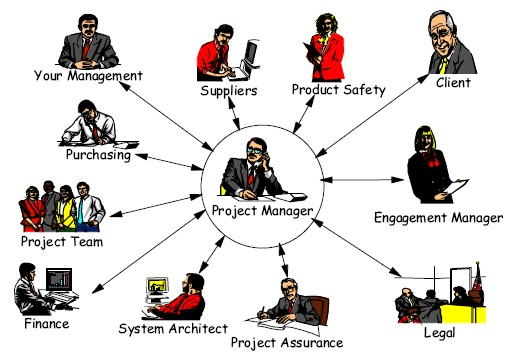 Your Management
Suppliers
Product Safety
Client
Purchasing
Project Manager
Engagement Manager
Project Team
Finance
System Architect
Project Assurance
Legal